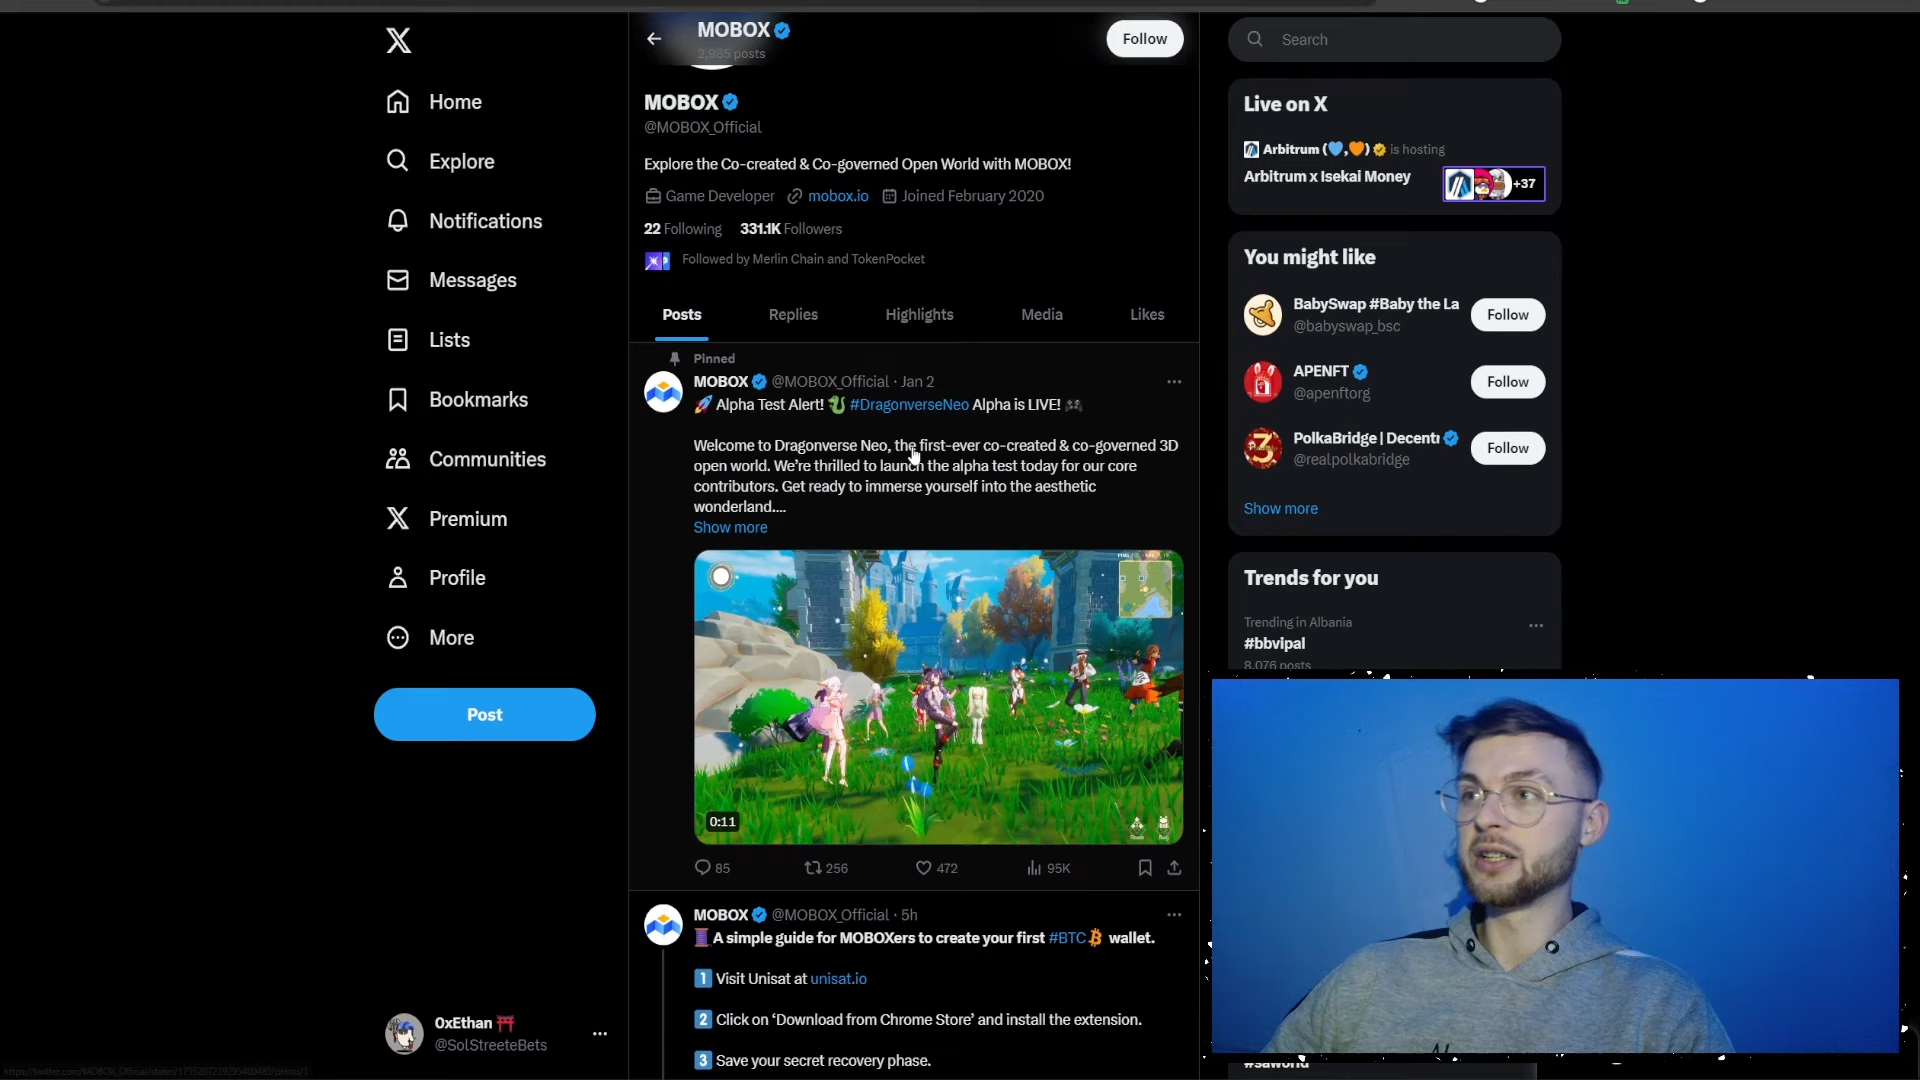 MOBOX
2,985 posts
Follow
Search
Home
Explore
Notifications
Messages
Lists
Bookmarks
Communities
Premium
Profile
More
Post
0xEthan
@SolStreeteBets
MOBOX
@MOBOX_Official
Explore the Co-created & Co-governed Open World with MOBOX!
Game Developer mobox.io Joined February 2020
22 Following 331.1K Followers
Followed by Merlin Chain and TokenPocket
Posts Replies Highlights Media Likes
Pinned
MOBOX @MOBOX_Official · Jan 2
🚀 Alpha Test Alert! 🐉 #DragonverseNeo Alpha is LIVE! 🎮
Welcome to Dragonverse Neo, the first-ever co-created & co-governed 3D
open world. We're thrilled to launch the alpha test today for our core
contributors. Get ready to immerse yourself into the aesthetic
wonderland....
Show more
0:11
85 256 472 95K
MOBOX @MOBOX_Official · 5h
🧵A simple guide for MOBOXers to create your first #BTC wallet.
1 Visit Unisat at unisat.io
2 Click on 'Download from Chrome Store' and install the extension.
3 Save your secret recovery phrase.
Live on X
Arbitrum (💙,🧡) is hosting
Arbitrum x Isekai Money
+37
You might like
BabySwap #Baby the La
@babyswap_bsc
Follow
APENFT
@apenftorg
Follow
PolkaBridge | Decentr
@realpolkabridge
Follow
Show more
Trends for you
Trending in Albania
#bbvipal
8,076 posts